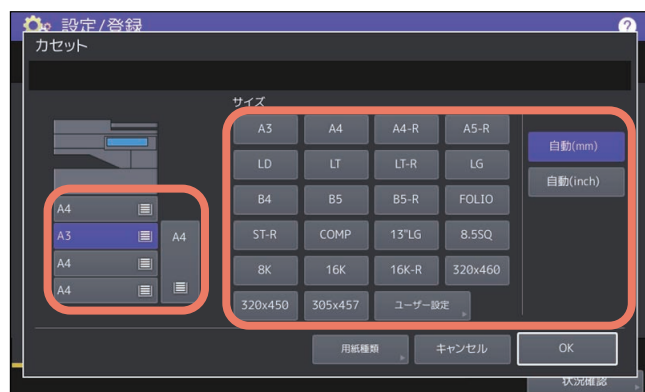 設定/登録
?
カセット
サイズ
A3 A4 A4-R A5-R
自動(mm)
LD LT LT-R LG
自動(inch)
B4 B5 B5-R FOLIO
A4
A3
A4
ST-R COMP 13"LG 8.5SQ
A4
8K 16K 16K-R 320x460
A4
320x450 305x457 ユーザー設定
用紙種類 キャンセル OK
状況確認